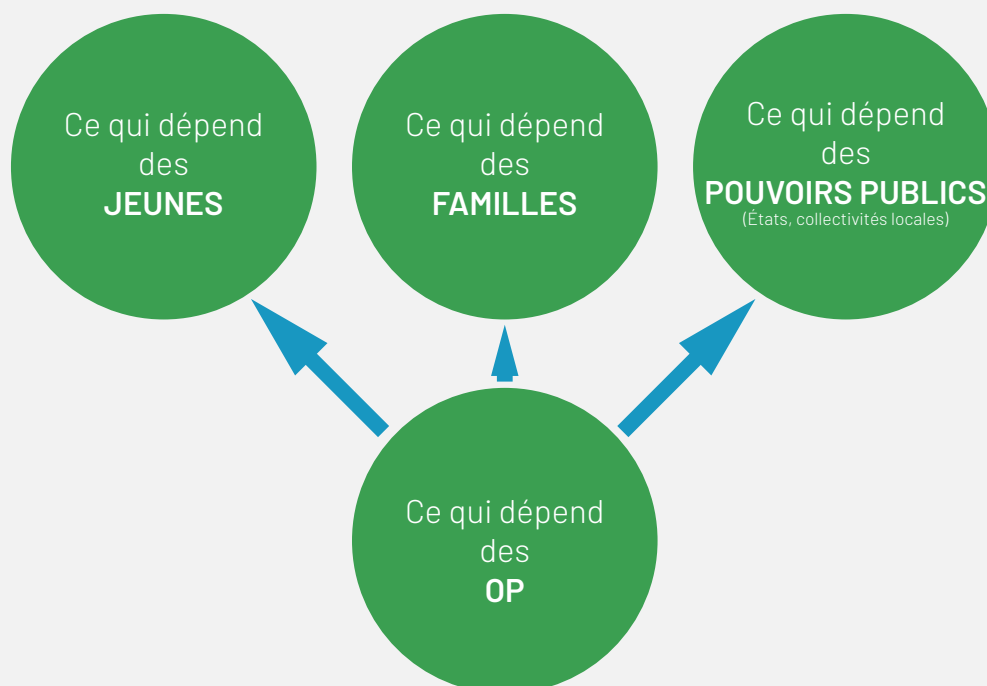 Ce qui dépend
des
JEUNES
Ce qui dépend
des
FAMILLES
Ce qui dépend
des
POUVOIRS PUBLICS
(États, collectivités locales)
Ce qui dépend
des
OP